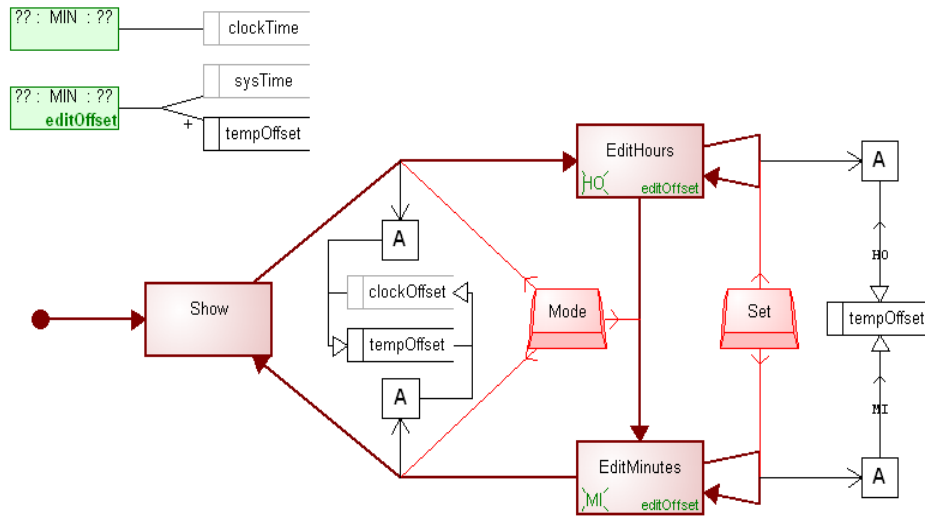 ?? : MIN : ??
clockTime
?? : MIN : ??
editOffset
sysTime
+
tempOffset
EditHours
HO
editOffset
A
A
HO
clockOffset
Show
Mode
Set
tempOffset
tempOffset
A
MI
EditMinutes
MI
editOffset
A